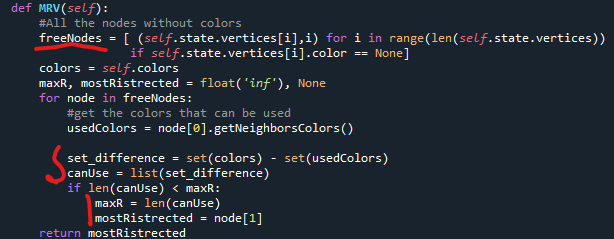 def MRV(self):
#All the nodes without colors
freeNodes = [ (self.state.vertices[i],i) for i in range(len(self.state.vertices))
if self.state.vertices[i].color == None]
colors = self.colors
maxR, mostRistrected = float('inf'), None
for node in freeNodes:
#get the colors that can be used
usedColors = node[0].getNeighborsColors()
set_difference = set(colors) - set(usedColors)
canUse = list(set_difference)
if len(canUse) < maxR:
maxR = len(canUse)
mostRistrected = node[1]
return mostRistrected